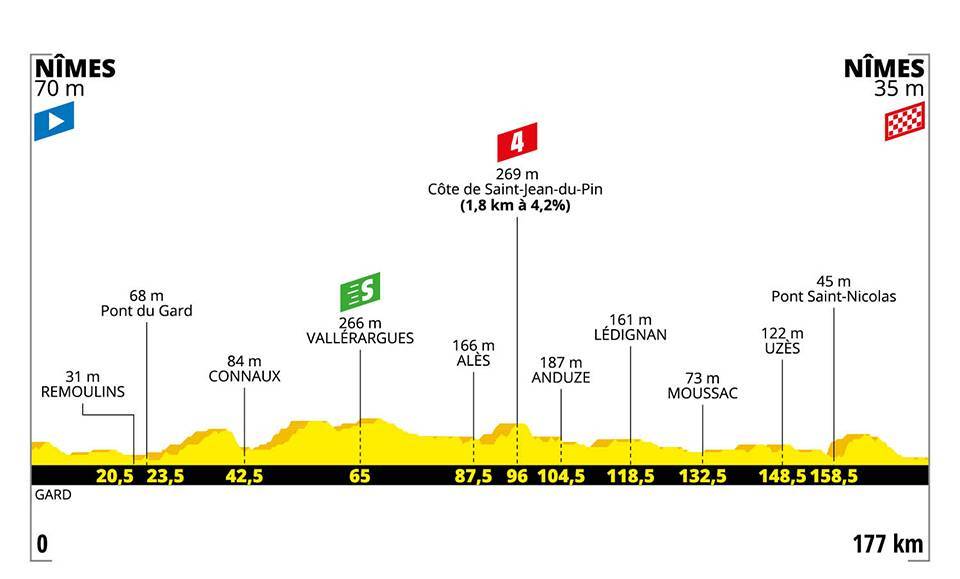 NÎMES
70 m
NÎMES
35 m
4
269 m
Côte de Saint-Jean-du-Pin
(1,8 km à 4,2%)
S
266 m
VALLÉRARGUES
68 m
Pont du Gard
31 m
REMOULINS
84 m
CONNAUX
166 m
ALÈS
187 m
ANDUZE
161 m
LÉDIGNAN
73 m
MOUSSAC
122 m
UZÈS
45 m
Pont Saint-Nicolas
20,5 23,5 42,5 65 87,5 96 104,5 118,5 132,5 148,5 158,5
GARD
0
177 km